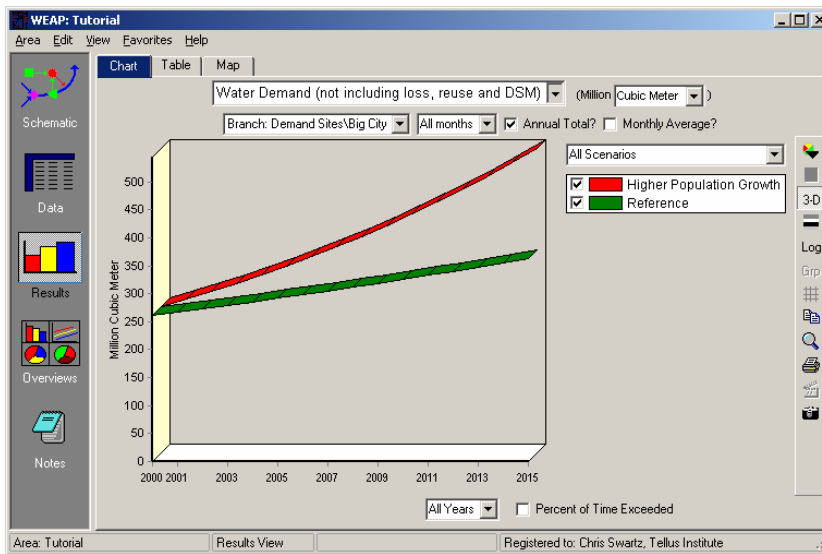 WEAP: Tutorial
Area Edit View Favorites Help
Chart Table Map
Water Demand (not including loss, reuse and DSM) (Million Cubic Meter )
Branch: Demand Sites\Big City All months Annual Total? Monthly Average?
All Scenarios
Higher Population Growth
Reference
Schematic
Data
Results
Overviews
Notes
3-D
Log
Grp
Million Cubic Meter
500
450
400
350
300
250
200
150
100
50
0
2000 2001 2003 2005 2007 2009 2011 2013 2015
All Years Percent of Time Exceeded
Area: Tutorial Results View Registered to: Chris Swartz, Tellus Institute